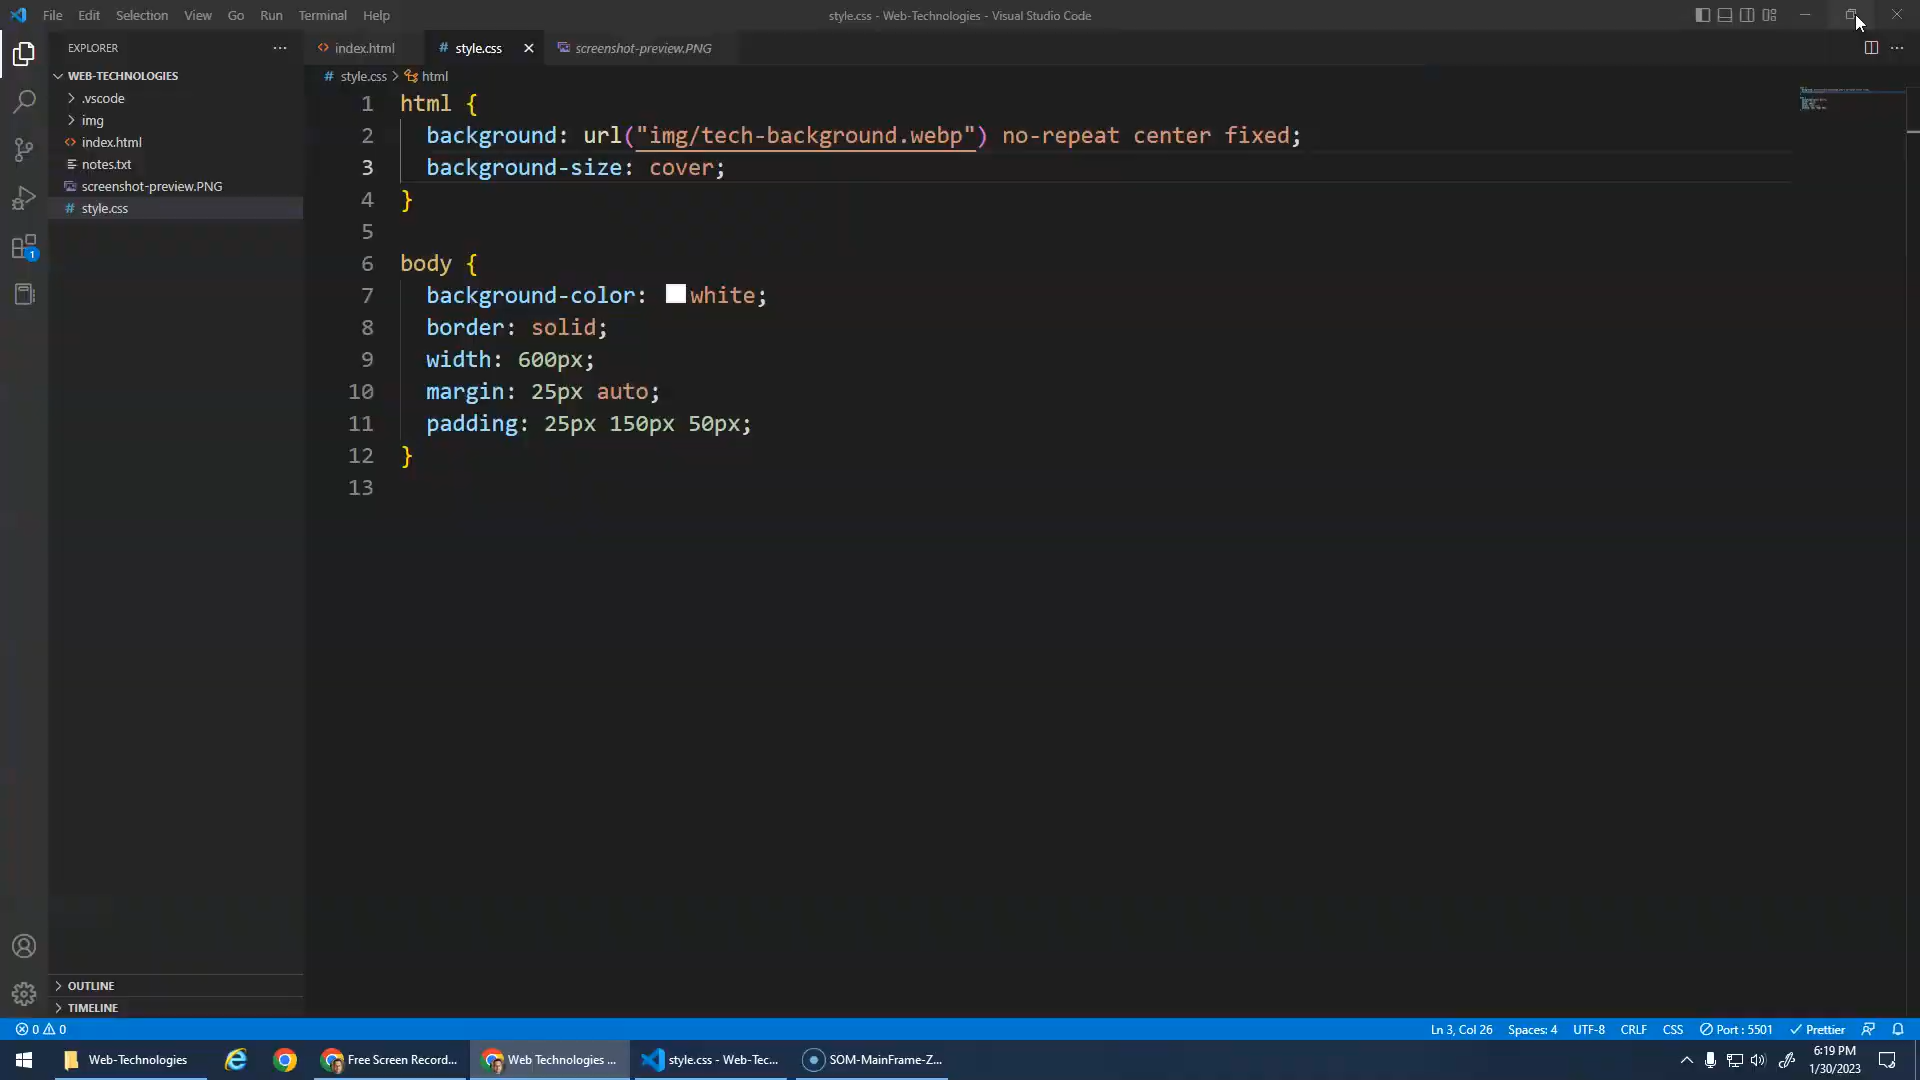 File Edit Selection View Go Run Terminal Help
style.css - Web-Technologies - Visual Studio Code
EXPLORER
WEB-TECHNOLOGIES
.vscode
img
index.html
notes.txt
screenshot-preview.PNG
style.css
OUTLINE
TIMELINE
1
index.html
style.css
screenshot-preview.PNG
style.css > html
1 html {
2 background: url("img/tech-background.webp") no-repeat center fixed;
3 background-size: cover;
4 }
5
6 body {
7 background-color: white;
8 border: solid;
9 width: 600px;
10 margin: 25px auto;
11 padding: 25px 150px 50px;
12 }
13
0 0
Ln 3, Col 26 Spaces: 4 UTF-8 CRLF CSS Port : 5501 Prettier
Web-Technologies
Free Screen Record...
Web Technologies ...
style.css - Web-Tec...
SOM-MainFrame-Z...
6:19 PM
1/30/2023